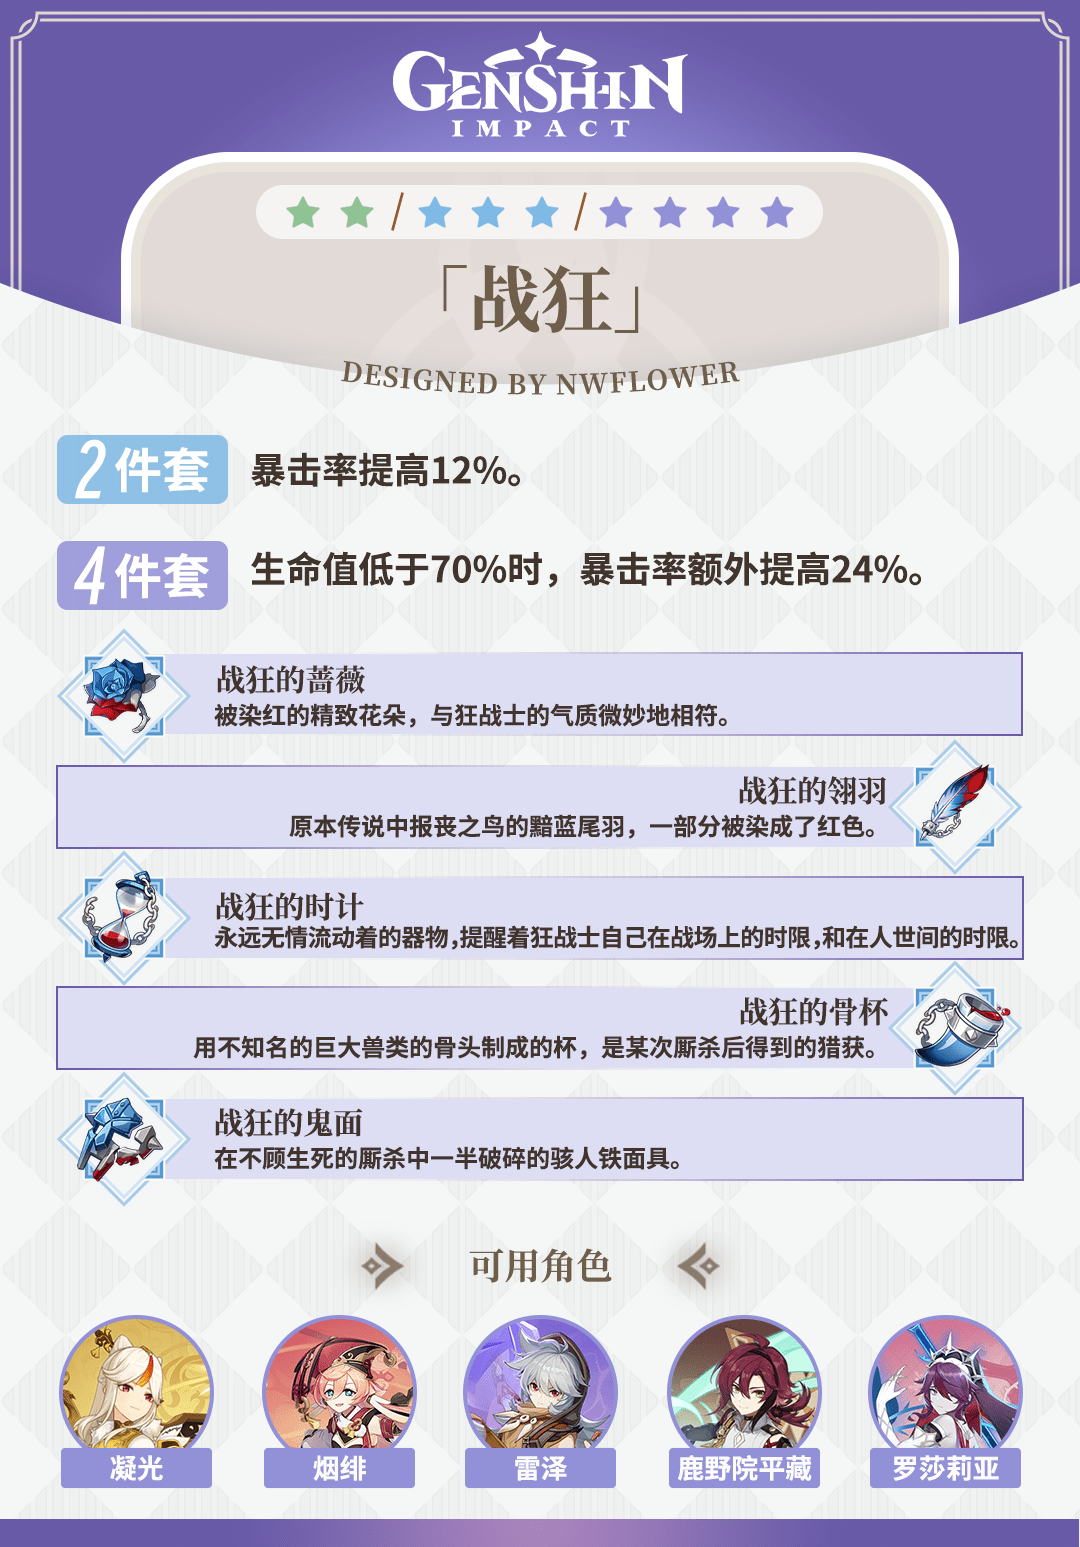 GENSHIN
IMPACT
「战狂」
DESIGNED BY NWFLOWER
2件套
暴击率提高12%。
4件套
生命值低于70%时，暴击率额外提高24%。
战狂的蔷薇
被染红的精致花朵，与狂战士的气质微妙地相符。
战狂的翎羽
原本传说中报丧之鸟的黯蓝尾羽，一部分被染成了红色。
战狂的时计
永远无情流动着的器物,提醒着狂战士自己在战场上的时限,和在人世间的时限。
战狂的骨杯
用不知名的巨大兽类的骨头制成的杯，是某次厮杀后得到的猎获。
战狂的鬼面
在不顾生死的厮杀中一半破碎的骇人铁面具。
可用角色
凝光
烟绯
雷泽
鹿野院平藏
罗莎莉亚